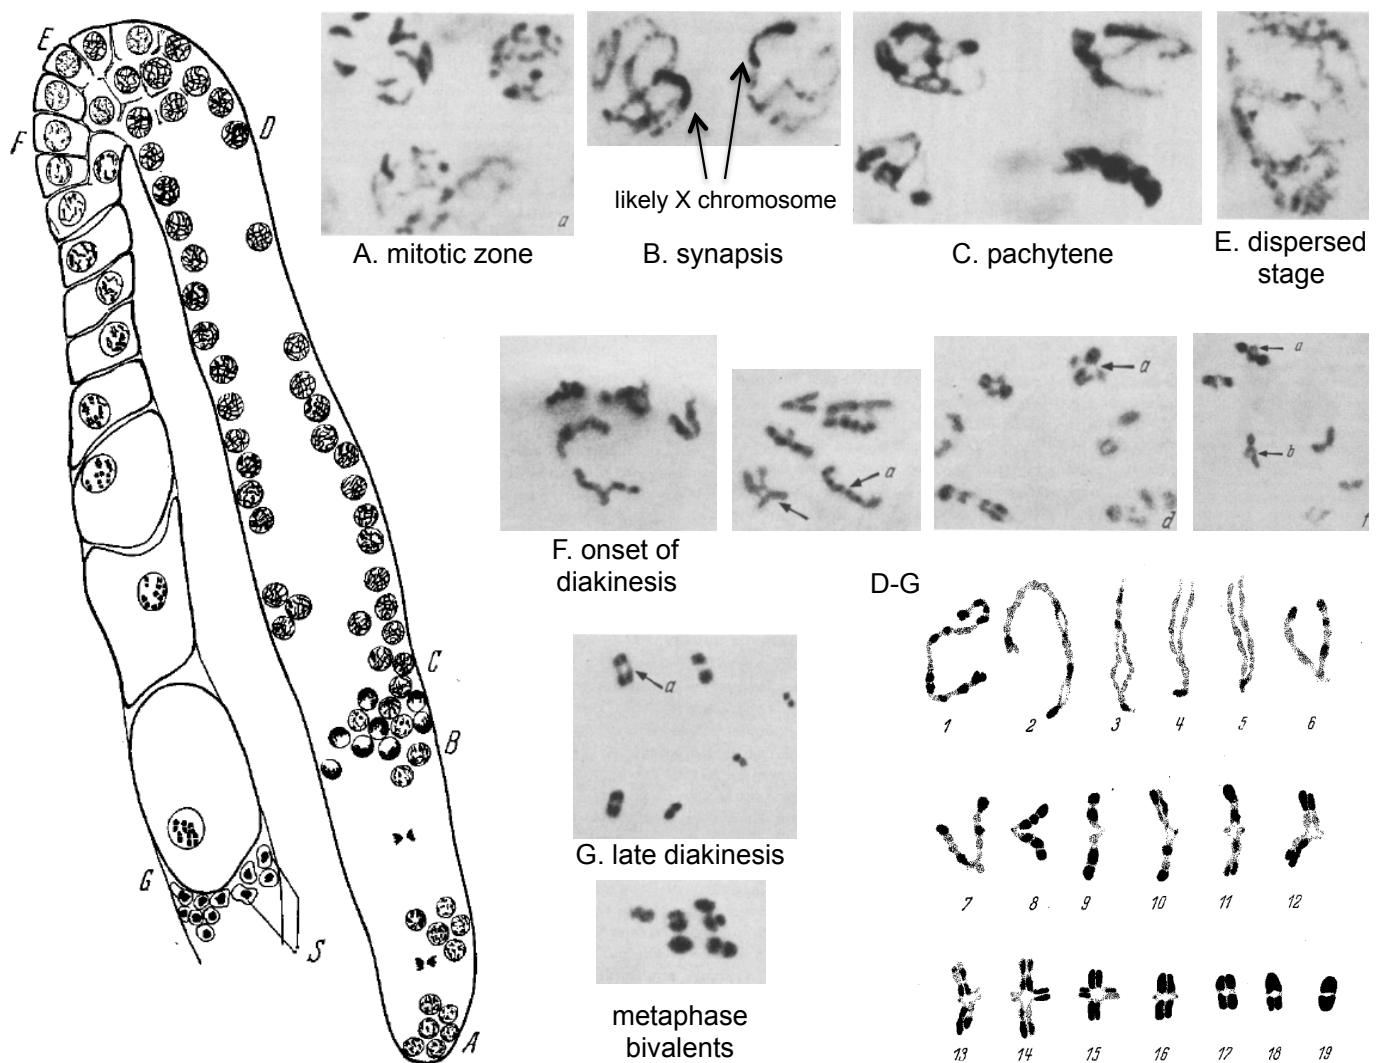 E
F
D
C
B
G
S
A
a
A. mitotic zone
likely X chromosome
B. synapsis
C. pachytene
E. dispersed
stage
F. onset of
diakinesis
a
a
d
a
b
f
a
G. late diakinesis
metaphase
bivalents
D-G
1 2 3 4 5 6
7 8 9 10 11 12
13 14 15 16 17 18 19